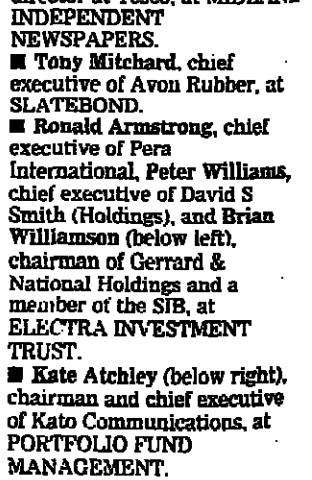 INDEPENDENT
NEWSPAPERS.
■ Tony Mitchard, chief
executive of Avon Rubber, at
SLATEBOND.
■ Ronald Armstrong, chief
executive of Pera
International, Peter Williams,
chief executive of David S
Smith (Holdings), and Brian
Williamson (below left),
chairman of Gerrard &
National Holdings and a
member of the SIB, at
ELECTRA INVESTMENT
TRUST.
■ Kate Atchley (below right),
chairman and chief executive
of Kato Communications, at
PORTFOLIO FUND
MANAGEMENT.